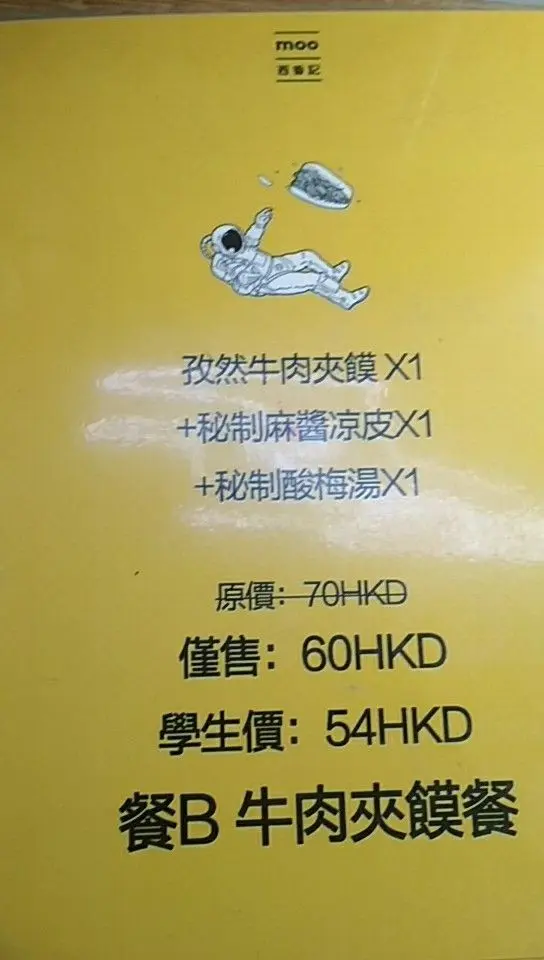 moo
西番記
孜然牛肉夾饃 X1
+秘制麻醬凉皮X1
+秘制酸梅湯X1
原價：70HKD
僅售：60HKD
學生價：54HKD
餐B 牛肉夾饃餐